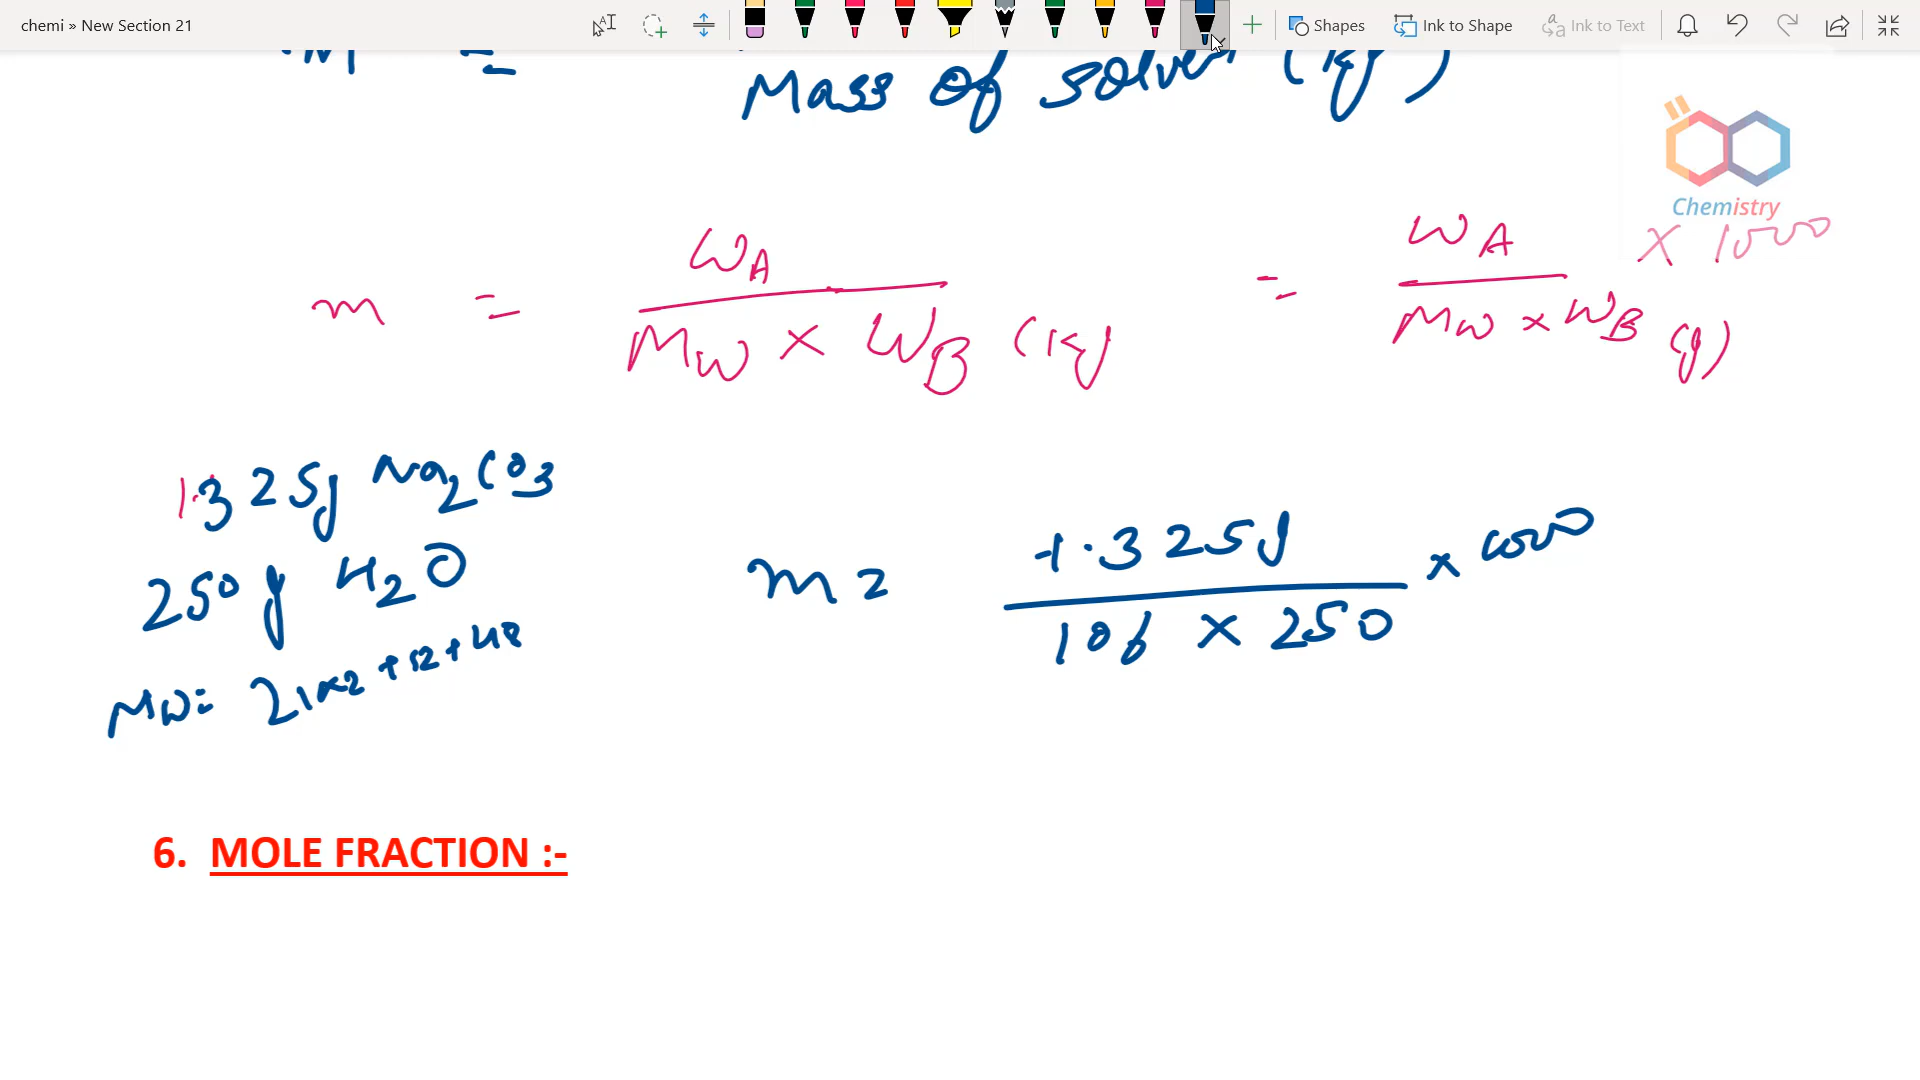 chemi » New Section 21
Shapes
Ink to Shape
Ink to Text
m =
Mass of solvent (kg)
Chemistry
m = WA / MW × WB (Kg) = WA / MW × WB (g) × 1000
1.325g Na2CO3
250g H2O
MW = 21×2 + 12 + 48
m = 1.325g / 106 × 250 × 1000
6. MOLE FRACTION :-